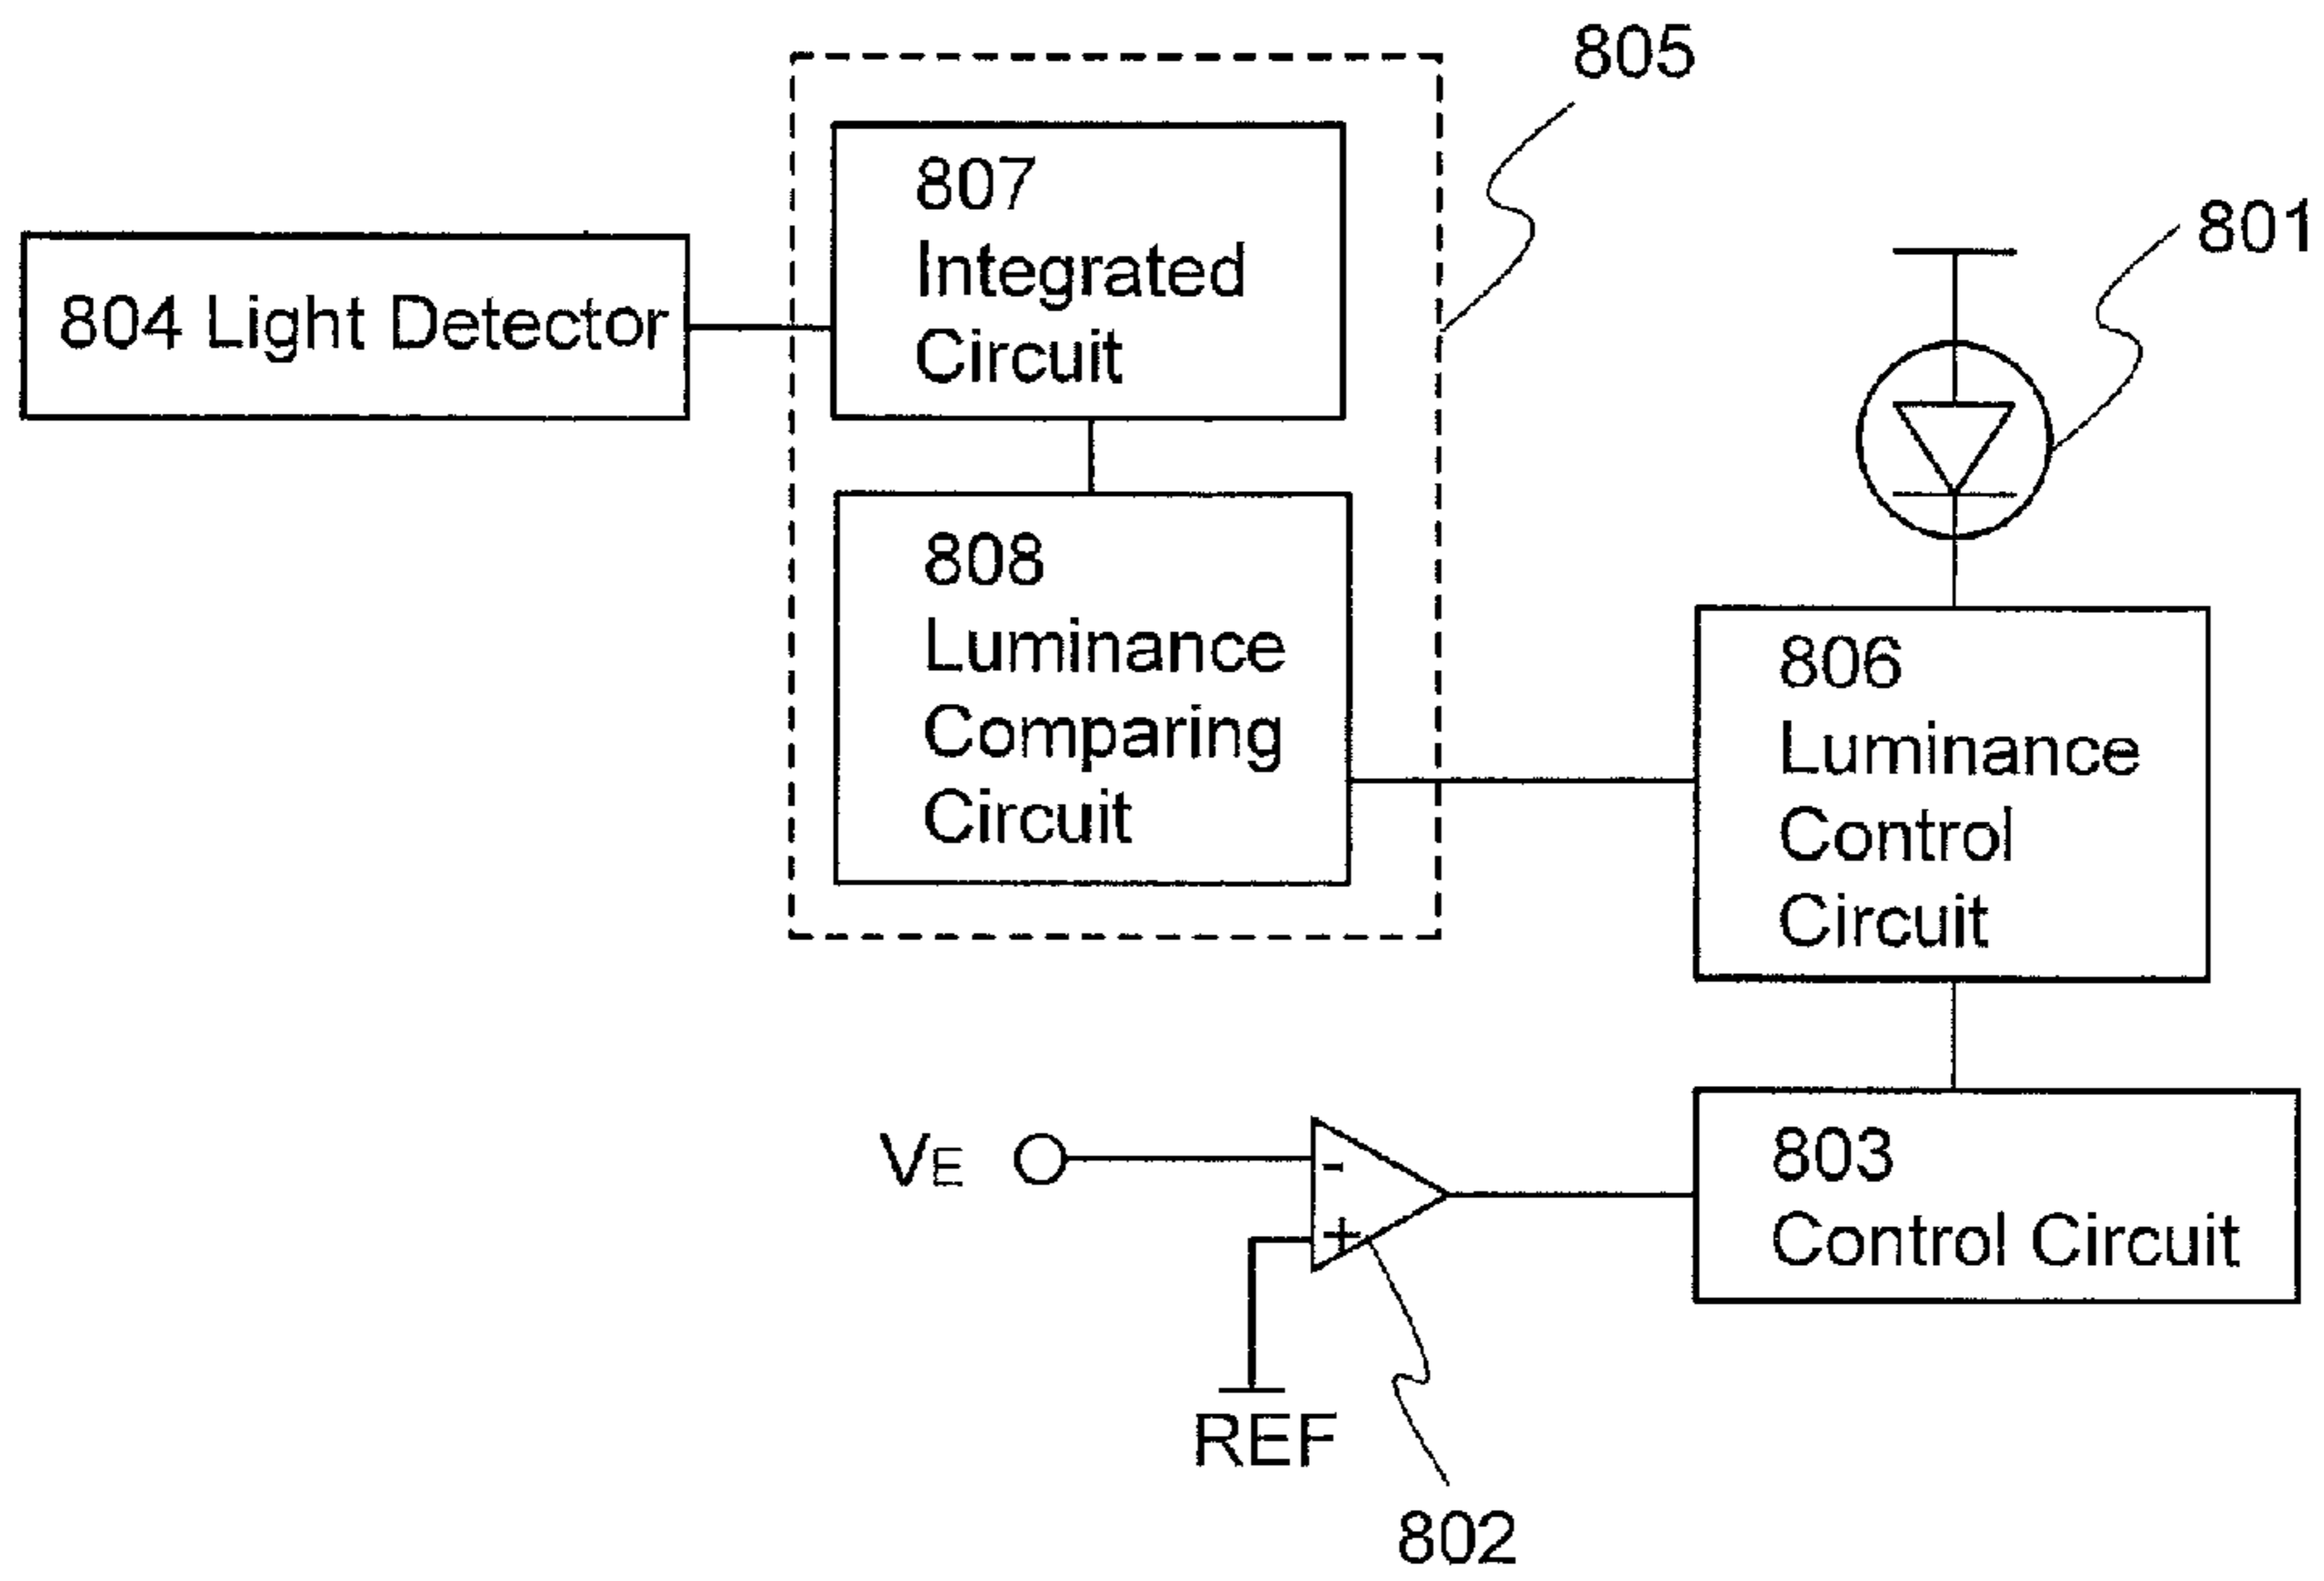 805
807
Integrated
Circuit
801
804 Light Detector
808
Luminance
Comparing
Circuit
806
Luminance
Control
Circuit
VE
-
+
803
Control Circuit
REF
802